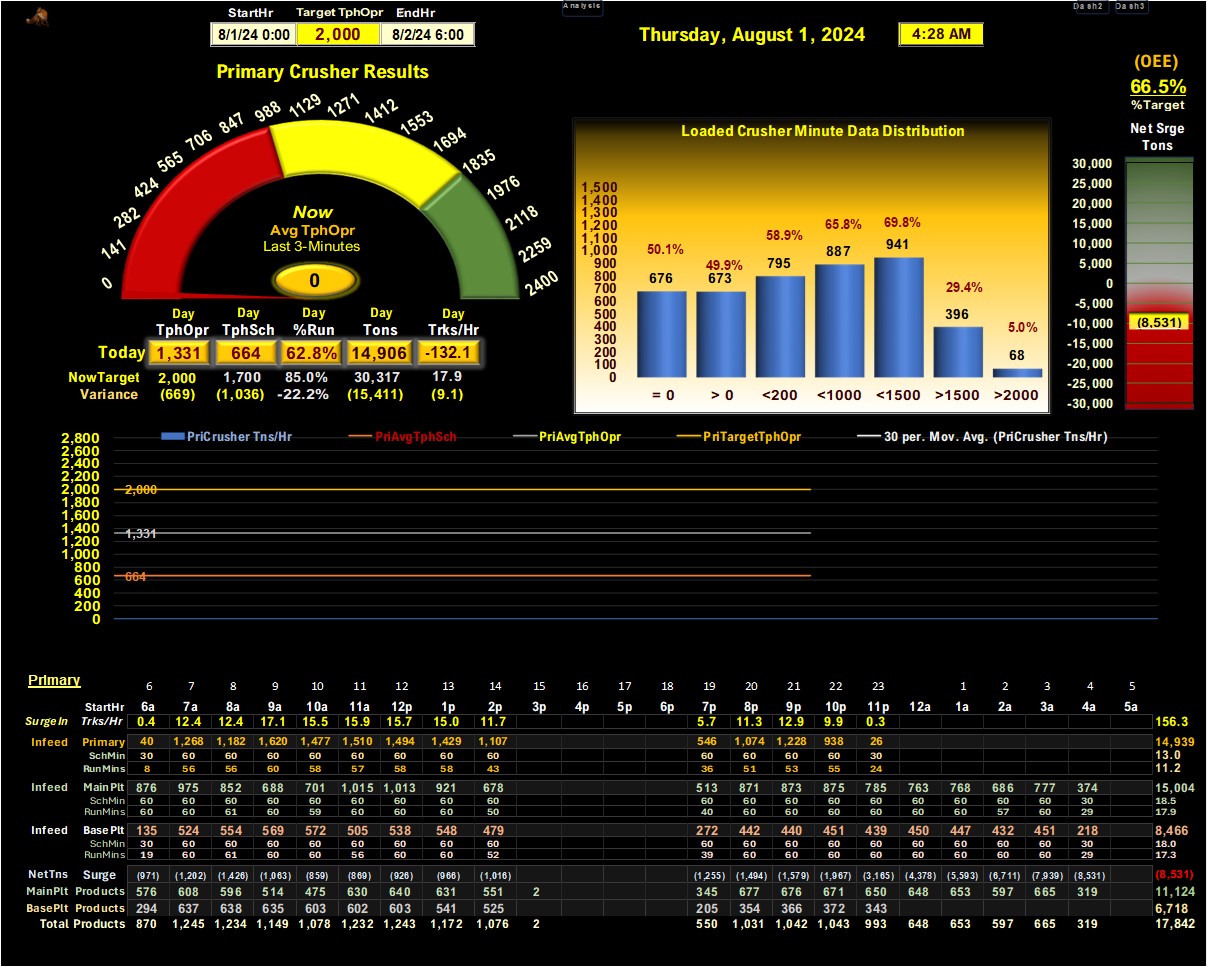 StartHr Target TphOpr EndHr Analysis Dash2 Dash3
8/1/24 0:00 2,000 8/2/24 6:00 Thursday, August 1, 2024 4:28 AM
(OEE)
66.5%
%Target
Primary Crusher Results
0 141 282 424 565 706 847 988 1129 1271 1412 1553 1694 1835 1976 2118 2259 2400
Now
Avg TphOpr
Last 3-Minutes
0
Day Day Day Day Day
TphOpr TphSch %Run Tons Trks/Hr
Today 1,331 664 62.8% 14,906 -132.1
NowTarget 2,000 1,700 85.0% 30,317 17.9
Variance (669) (1,036) -22.2% (15,411) (9.1)
Loaded Crusher Minute Data Distribution
1,500
1,400
1,300
1,200
1,100
1,000
900
800
700
600
500
400
300
200
100
0
50.1% 49.9% 58.9% 65.8% 69.8% 29.4% 5.0%
676 673 795 887 941 396 68
= 0 > 0 <200 <1000 <1500 >1500 >2000
Net Srge
Tons
30,000
25,000
20,000
15,000
10,000
5,000
0
-5,000
-10,000
-15,000
-20,000
-25,000
-30,000
(8,531)
PriCrusher Tns/Hr PriAvgTphSch PriAvgTphOpr PriTargetTphOpr 30 per. Mov. Avg. (PriCrusher Tns/Hr)
2,800
2,600
2,400
2,200
2,000
1,800
1,600
1,400
1,200
1,000
800
600
400
200
0
2,000
1,331
664
Primary
6 7 8 9 10 11 12 13 14 15 16 17 18 19 20 21 22 23 1 2 3 4 5
StartHr 6a 7a 8a 9a 10a 11a 12p 1p 2p 3p 4p 5p 6p 7p 8p 9p 10p 11p 12a 1a 2a 3a 4a 5a
SurgeIn Trks/Hr 0.4 12.4 12.4 17.1 15.5 15.9 15.7 15.0 11.7 5.7 11.3 12.9 9.9 0.3 156.3
Infeed Primary 40 1,268 1,182 1,620 1,477 1,510 1,494 1,429 1,107 546 1,074 1,228 938 26 14,939
SchMin 30 60 60 60 60 60 60 60 60 60 60 60 60 30 13.0
RunMins 8 56 56 60 58 57 58 58 43 36 51 53 55 24 11.2
Infeed MainPlt 876 975 852 688 701 1,015 1,013 921 678 513 871 873 875 785 763 768 686 777 374 15,004
SchMin 60 60 60 60 60 60 60 60 60 60 60 60 60 60 60 60 60 60 30 18.5
RunMins 60 60 61 60 59 60 60 60 50 40 60 60 60 60 60 60 57 60 29 17.9
Infeed BasePlt 135 524 554 569 572 505 538 548 479 272 442 440 451 439 450 447 432 451 218 8,466
SchMin 30 60 60 60 60 60 60 60 60 60 60 60 60 60 60 60 60 60 30 18.0
RunMins 19 60 61 60 60 56 60 60 52 39 60 60 60 60 60 60 60 60 29 17.3
NetTns Surge (971) (1,202) (1,426) (1,063) (859) (869) (926) (966) (1,016) (1,255) (1,494) (1,579) (1,967) (3,165) (4,378) (5,593) (6,711) (7,939) (8,531) (8,531)
MainPlt Products 576 608 596 514 475 630 640 631 551 2 345 677 676 671 650 648 653 597 665 319 11,124
BasePlt Products 294 637 638 635 603 602 603 541 525 205 354 366 372 343 6,718
Total Products 870 1,245 1,234 1,149 1,078 1,232 1,243 1,172 1,076 2 550 1,031 1,042 1,043 993 648 653 597 665 319 17,842